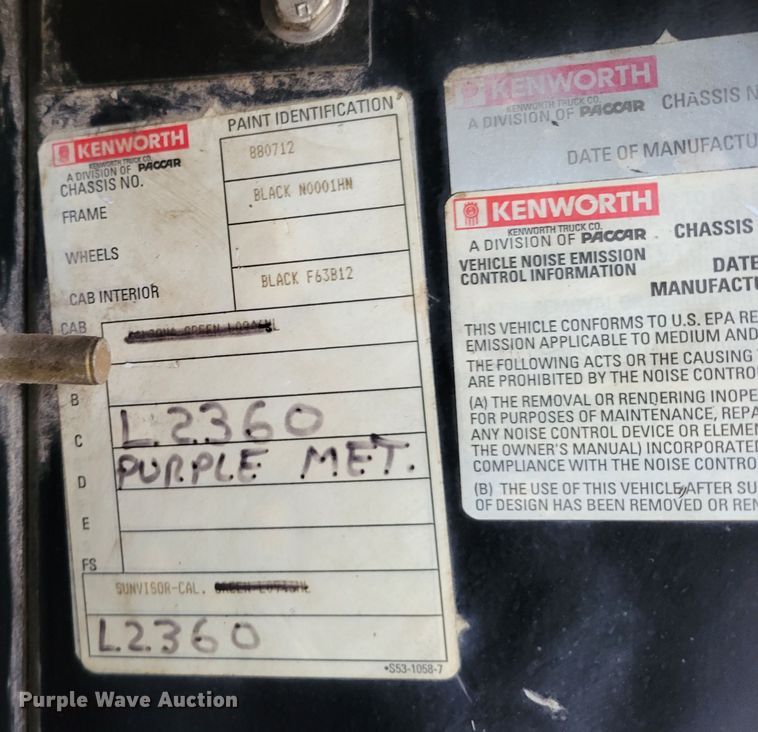 KENWORTH
KENWORTH TRUCK CO.
A DIVISION OF PACCAR
PAINT IDENTIFICATION
CHASSIS NO. 880712
FRAME BLACK N0001HN
WHEELS
CAB INTERIOR BLACK F63B12
CAB GREEN
B
C L2360
D PURPLE MET.
E
FS
SUNVISOR-CAL. GREEN
L2360
*S53-1058-7
KENWORTH
KENWORTH TRUCK CO.
A DIVISION OF PACCAR CHASSIS N
DATE OF MANUFACTU
KENWORTH
KENWORTH TRUCK CO.
A DIVISION OF PACCAR CHASSIS
VEHICLE NOISE EMISSION
CONTROL INFORMATION
DATE
MANUFACTU
THIS VEHICLE CONFORMS TO U.S. EPA RE
EMISSION APPLICABLE TO MEDIUM AND
THE FOLLOWING ACTS OR THE CAUSING
ARE PROHIBITED BY THE NOISE CONTRO
(A) THE REMOVAL OR RENDERING INOPE
FOR PURPOSES OF MAINTENANCE, REPA
ANY NOISE CONTROL DEVICE OR ELEME
THE OWNER'S MANUAL) INCORPORATE
COMPLIANCE WITH THE NOISE CONTRO
(B) THE USE OF THIS VEHICLE AFTER SU
OF DESIGN HAS BEEN REMOVED OR REN
Purple Wave Auction